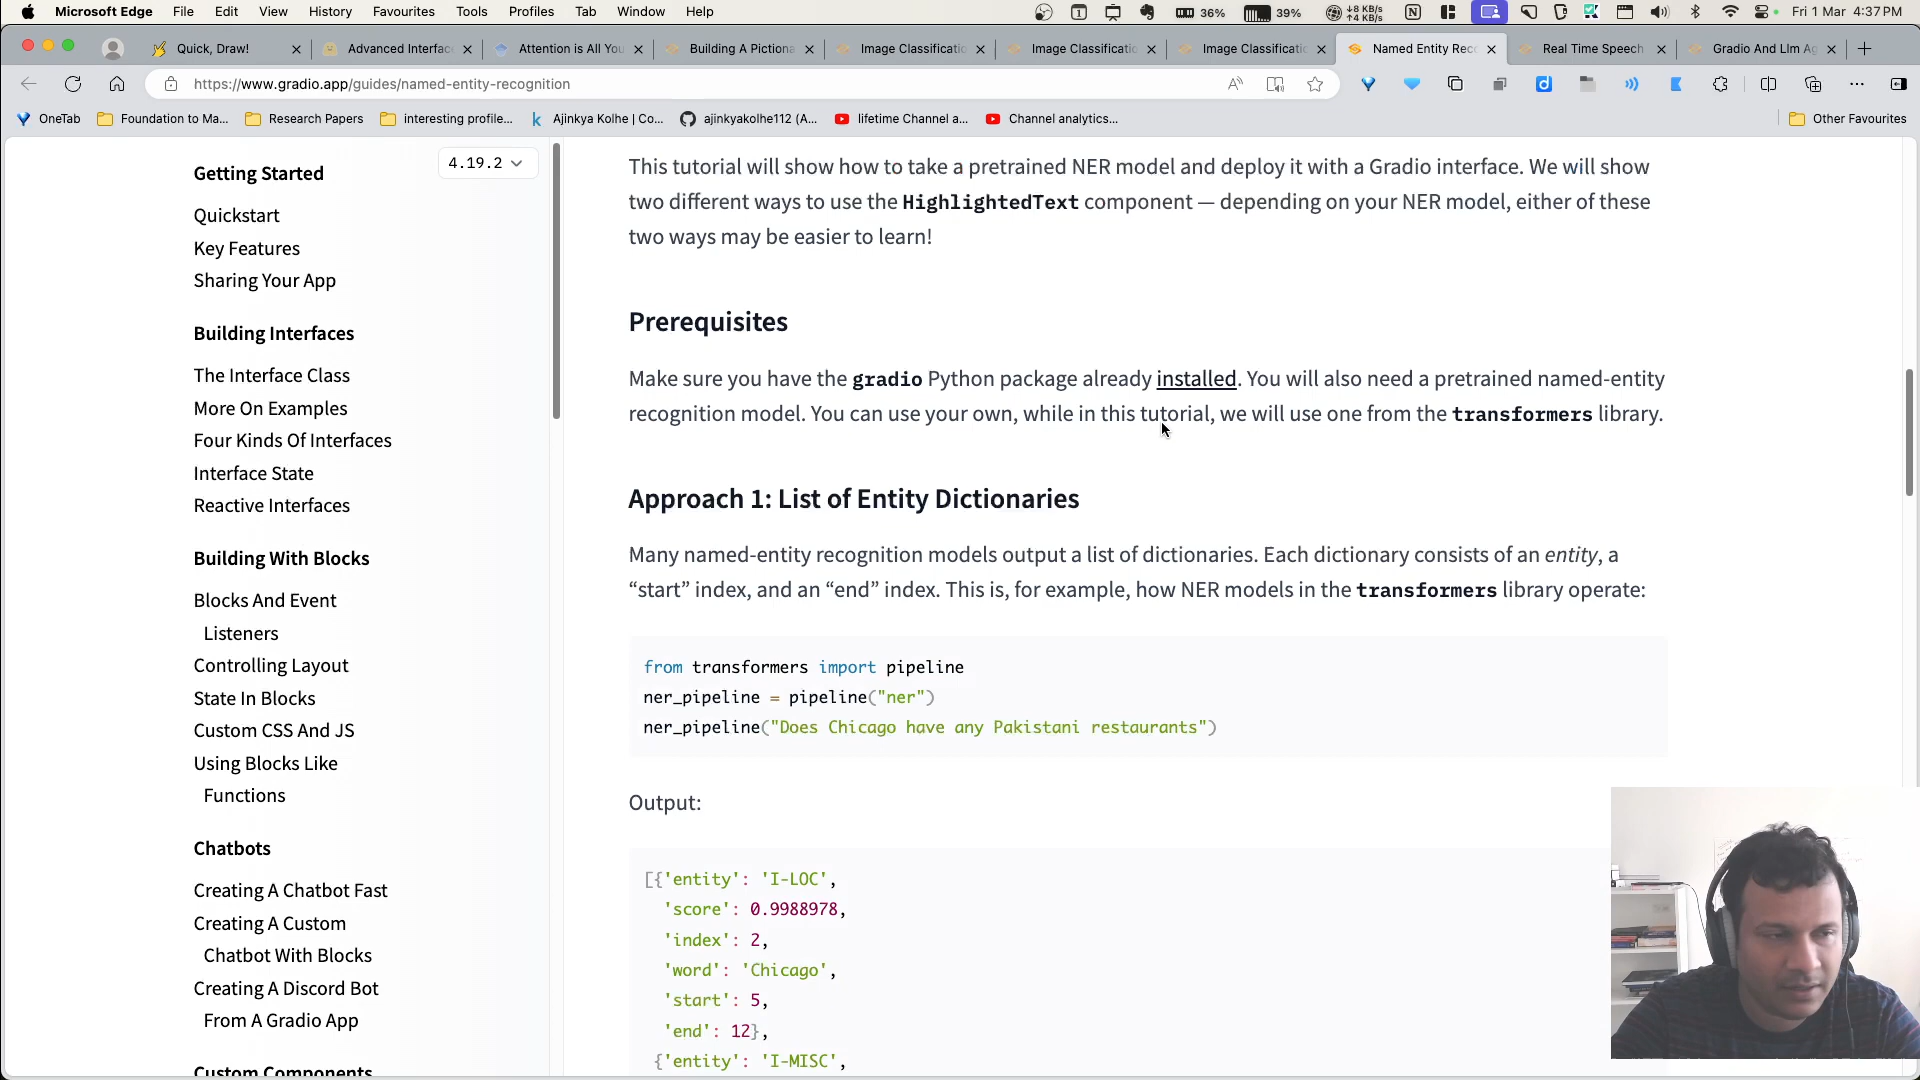 Microsoft Edge File Edit View History Favourites Tools Profiles Tab Window Help
1 36% 39% 8 KB/s 4 KB/s Fri 1 Mar 4:37 PM
Quick, Draw! Advanced Interfac Attention is All You Building A Pictiona Image Classificatio Image Classificatio Image Classificatio Named Entity Rec Real Time Speech Gradio And Llm Ag
https://www.gradio.app/guides/named-entity-recognition
OneTab Foundation to Ma... Research Papers interesting profile... Ajinkya Kolhe | Co... ajinkyakolhe112 (A... lifetime Channel a... Channel analytics... Other Favourites
4.19.2
Getting Started
Quickstart
Key Features
Sharing Your App
Building Interfaces
The Interface Class
More On Examples
Four Kinds Of Interfaces
Interface State
Reactive Interfaces
Building With Blocks
Blocks And Event
Listeners
Controlling Layout
State In Blocks
Custom CSS And JS
Using Blocks Like
Functions
Chatbots
Creating A Chatbot Fast
Creating A Custom
Chatbot With Blocks
Creating A Discord Bot
From A Gradio App
Custom Components
This tutorial will show how to take a pretrained NER model and deploy it with a Gradio interface. We will show
two different ways to use the HighlightedText component — depending on your NER model, either of these
two ways may be easier to learn!
Prerequisites
Make sure you have the gradio Python package already installed. You will also need a pretrained named-entity
recognition model. You can use your own, while in this tutorial, we will use one from the transformers library.
Approach 1: List of Entity Dictionaries
Many named-entity recognition models output a list of dictionaries. Each dictionary consists of an entity, a
“start” index, and an “end” index. This is, for example, how NER models in the transformers library operate:
from transformers import pipeline
ner_pipeline = pipeline("ner")
ner_pipeline("Does Chicago have any Pakistani restaurants")
Output:
[{'entity': 'I-LOC',
'score': 0.9988978,
'index': 2,
'word': 'Chicago',
'start': 5,
'end': 12},
{'entity': 'I-MISC',